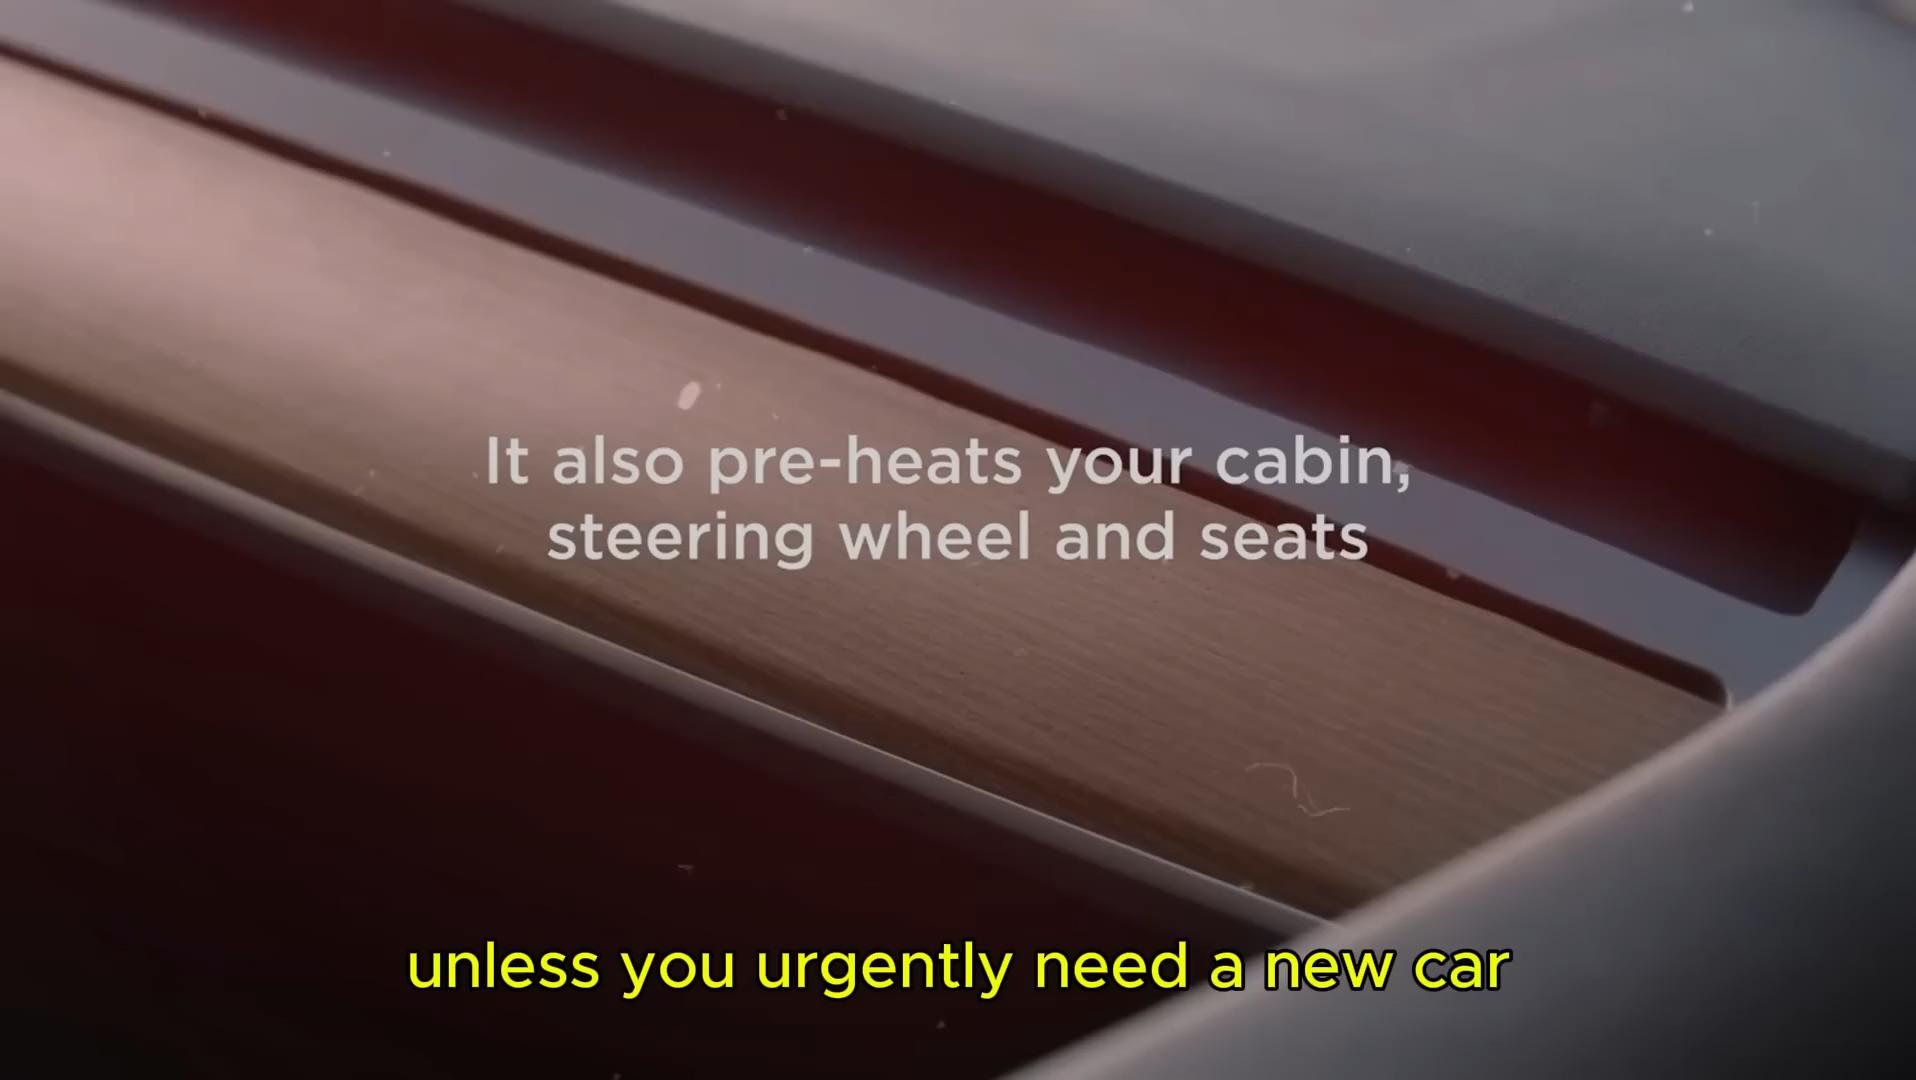 It also pre-heats your cabin,
steering wheel and seats
unless you urgently need a new car